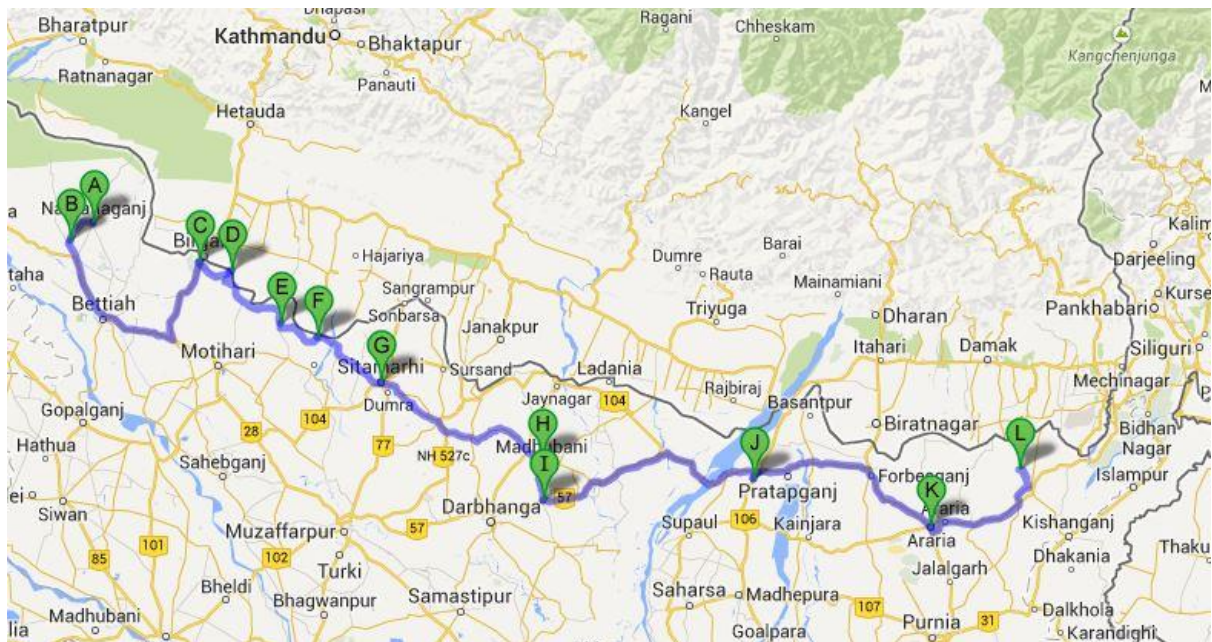 Bharatpur
Dhapasi
Kathmandu
Bhaktapur
Ratnanagar
Panauti
Ragani
Chheskam
Kangchenjunga
Hetauda
Kangel
A
B
C
D
Hajariya
Dumre
Barai
Rauta
Mainamiani
Kalim
Darjeeling
Bettiah
E
F
Sangrampur
Sonbarsa
Triyuga
Dharan
Pankhabari
Kurse
Motihari
Sitamarhi
Janakpur
Itahari
Damak
Siliguri
G
Sursand
Ladania
Rajbiraj
Mechinagar
Gopalganj
Dumra
Jaynagar
104
104
Basantpur
Hathua
28
77
H
Madhubani
Biratnagar
L
Bidhan
Nagar
Sahebganj
NH 527c
I
J
Forbesganj
Islampur
Siwan
Darbhanga
57
Pratapganj
K
Araria
Muzaffarpur
57
Supaul
106
Kainjara
Araria
Kishanganj
101
102
Turki
Dhakania
Thaku
85
Bheldi
Jalalgarh
Bhagwanpur
Samastipur
Saharsa
Madhepura
107
31
Dalkhola
Madhubani
Goalpara
Purnia
Karandighi